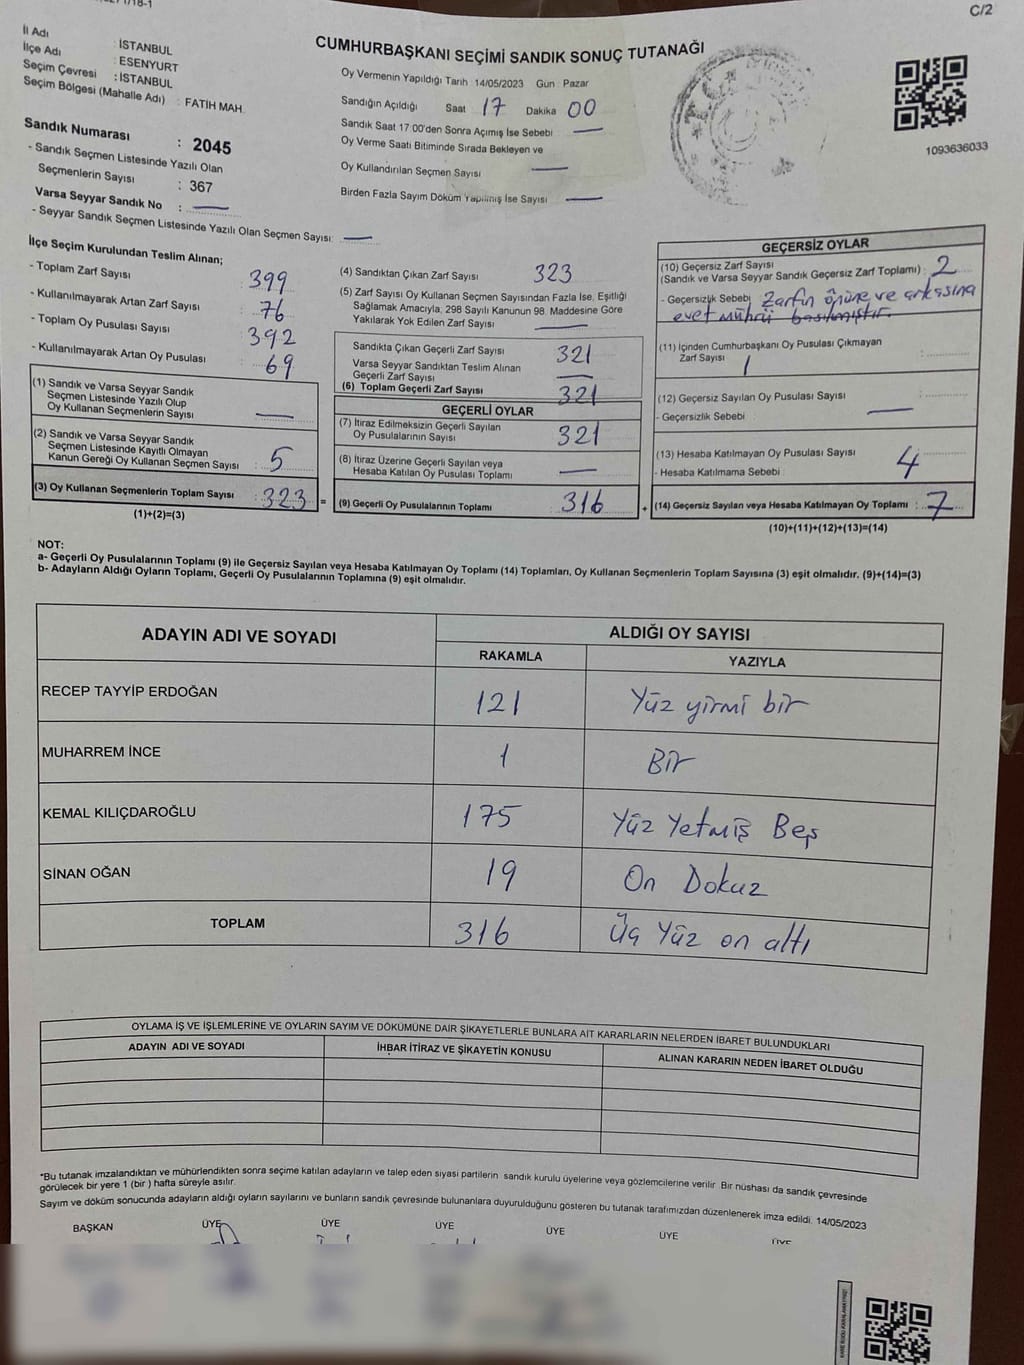 C/2
İl Adı : İSTANBUL
İlçe Adı : ESENYURT
Seçim Çevresi : İSTANBUL
Seçim Bölgesi (Mahalle Adı) : FATİH MAH.
CUMHURBAŞKANI SEÇİMİ SANDIK SONUÇ TUTANAĞI
Oy Vermenin Yapıldığı Tarih : 14/05/2023 Gün : Pazar
Sandığın Açıldığı Saat 17 Dakika 00
Sandık Saat 17 00'den Sonra Açımış İse Sebebi —
Oy Verme Saati Bitiminde Sırada Bekleyen ve
Oy Kullandırılan Seçmen Sayısı —
Birden Fazla Sayım Döküm Yapılmış İse Sayısı —
1093636033
Sandık Numarası : 2045
- Sandık Seçmen Listesinde Yazılı Olan
Seçmenlerin Sayısı : 367
Varsa Seyyar Sandık No : —
- Seyyar Sandık Seçmen Listesinde Yazılı Olan Seçmen Sayısı: —
İlçe Seçim Kurulundan Teslim Alınan;
- Toplam Zarf Sayısı 399
- Kullanılmayarak Artan Zarf Sayısı : 76
- Toplam Oy Pusulası Sayısı : 392
- Kullanılmayarak Artan Oy Pusulası : 69
(1) Sandık ve Varsa Seyyar Sandık
Seçmen Listesinde Yazılı Olup
Oy Kullanan Seçmenlerin Sayısı : —
(2) Sandık ve Varsa Seyyar Sandık
Seçmen Listesinde Kayıtlı Olmayan
Kanun Gereği Oy Kullanan Seçmen Sayısı : 5
(3) Oy Kullanan Seçmenlerin Toplam Sayısı : 323 =
(1)+(2)=(3)
(4) Sandıktan Çıkan Zarf Sayısı 323
(5) Zarf Sayısı Oy Kullanan Seçmen Sayısından Fazla İse, Eşitliği
Sağlamak Amacıyla, 298 Sayılı Kanunun 98. Maddesine Göre
Yakılarak Yok Edilen Zarf Sayısı —
Sandıkta Çıkan Geçerli Zarf Sayısı 321
Varsa Seyyar Sandıktan Teslim Alınan
Geçerli Zarf Sayısı —
(6) Toplam Geçerli Zarf Sayısı 321
GEÇERLİ OYLAR
(7) İtiraz Edilmeksizin Geçerli Sayılan
Oy Pusulalarının Sayısı 321
(8) İtiraz Üzerine Geçerli Sayılan veya
Hesaba Katılan Oy Pusulası Toplamı —
(9) Geçerli Oy Pusulalarının Toplamı 316 +
GEÇERSİZ OYLAR
(10) Geçersiz Zarf Sayısı
(Sandık ve Varsa Seyyar Sandık Geçersiz Zarf Toplamı) : 2
- Geçersizlik Sebebi Zarfın önüne ve arkasına
evet mührü basılmıştır.
(11) İçinden Cumhurbaşkanı Oy Pusulası Çıkmayan
Zarf Sayısı 1
(12) Geçersiz Sayılan Oy Pusulası Sayısı :
- Geçersizlik Sebebi —
(13) Hesaba Katılmayan Oy Pusulası Sayısı : 4
- Hesaba Katılmama Sebebi
(14) Geçersiz Sayılan veya Hesaba Katılmayan Oy Toplamı : 7
(10)+(11)+(12)+(13)=(14)
NOT:
a- Geçerli Oy Pusulalarının Toplamı (9) ile Geçersiz Sayılan veya Hesaba Katılmayan Oy Toplamı (14) Toplamları, Oy Kullanan Seçmenlerin Toplam Sayısına (3) eşit olmalıdır. (9)+(14)=(3)
b- Adayların Aldığı Oyların Toplamı, Geçerli Oy Pusulalarının Toplamına (9) eşit olmalıdır.
ADAYIN ADI VE SOYADI ALDIĞI OY SAYISI
RAKAMLA YAZIYLA
RECEP TAYYİP ERDOĞAN 121 Yüz yirmi bir
MUHARREM İNCE 1 Bir
KEMAL KILIÇDAROĞLU 175 Yüz Yetmiş Beş
SİNAN OĞAN 19 On Dokuz
TOPLAM 316 Üç Yüz on altı
OYLAMA İŞ VE İŞLEMLERİNE VE OYLARIN SAYIM VE DÖKÜMÜNE DAİR ŞİKAYETLERLE BUNLARA AİT KARARLARIN NELERDEN İBARET BULUNDUKLARI
ADAYIN ADI VE SOYADI İHBAR İTİRAZ VE ŞİKAYETİN KONUSU ALINAN KARARIN NEDEN İBARET OLDUĞU
*Bu tutanak imzalandıktan ve mühürlendikten sonra seçime katılan adayların ve talep eden siyasi partilerin sandık kurulu üyelerine veya gözlemcilerine verilir Bir nüshası da sandık çevresinde
görülecek bir yere 1 (bir ) hafta süreyle asılır.
Sayım ve döküm sonucunda adayların aldığı oyların sayılarını ve bunların sandık çevresinde bulunanlara duyurulduğunu gösteren bu tutanak tarafımızdan düzenlenerek imza edildi. 14/05/2023
BAŞKAN ÜYE ÜYE ÜYE ÜYE ÜYE ÜYE